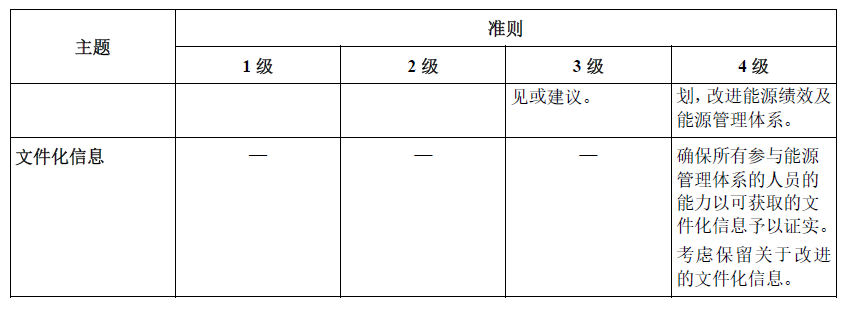 主题
准则
1 级
2 级
3 级
4 级
见或建议。
划，改进能源绩效及
能源管理体系。
文件化信息
—
—
—
确保所有参与能源
管理体系的人员的
能力以可获取的文
件化信息予以证实。
考虑保留关于改进
的文件化信息。